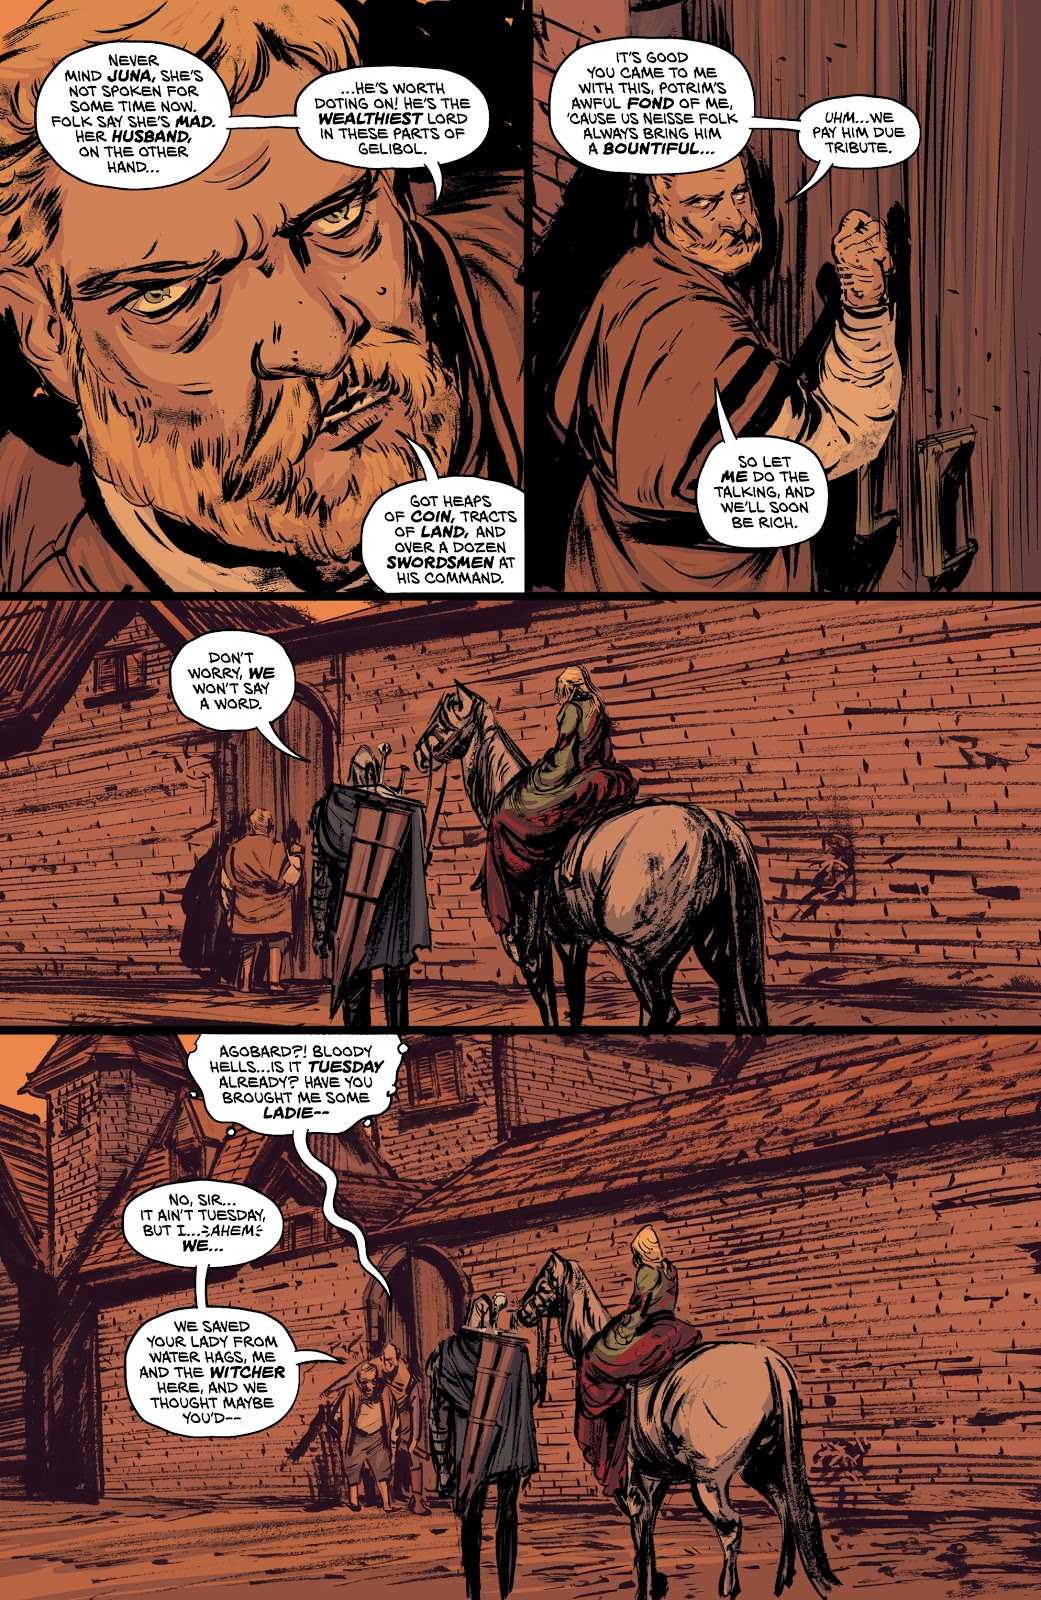 NEVER
MIND JUNA, SHE'S
NOT SPOKEN FOR
SOME TIME NOW.
FOLK SAY SHE'S MAD.
HER HUSBAND,
ON THE OTHER
HAND...
...HE'S WORTH
DOTING ON! HE'S THE
WEALTHIEST LORD
IN THESE PARTS OF
GELIBOL.
GOT HEAPS
OF COIN, TRACTS
OF LAND, AND
OVER A DOZEN
SWORDSMEN AT
HIS COMMAND.
IT'S GOOD
YOU CAME TO ME
WITH THIS, POTRIM'S
AWFUL FOND OF ME,
'CAUSE US NEISSE FOLK
ALWAYS BRING HIM
A BOUNTIFUL...
UHM...WE
PAY HIM DUE
TRIBUTE.
SO LET
ME DO THE
TALKING, AND
WE'LL SOON
BE RICH.
DON'T
WORRY, WE
WON'T SAY
A WORD.
AGOBARD?! BLOODY
HELLS...IS IT TUESDAY
ALREADY? HAVE YOU
BROUGHT ME SOME
LADIE--
NO, SIR...
IT AIN'T TUESDAY,
BUT I...AHEM
WE...
WE SAVED
YOUR LADY FROM
WATER HAGS, ME
AND THE WITCHER
HERE, AND WE
THOUGHT MAYBE
YOU'D--